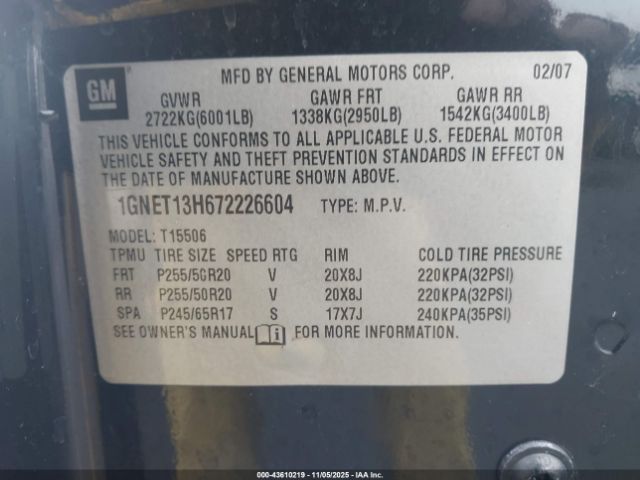 GM
MFD BY GENERAL MOTORS CORP. 02/07
GVWR GAWR FRT GAWR RR
2722KG(6001LB) 1338KG(2950LB) 1542KG(3400LB)
THIS VEHICLE CONFORMS TO ALL APPLICABLE U.S. FEDERAL MOTOR
VEHICLE SAFETY AND THEFT PREVENTION STANDARDS IN EFFECT ON
THE DATE OF MANUFACTURE SHOWN ABOVE.
1GNET13H672226604 TYPE: M.P.V.
MODEL: T15506
TPMU TIRE SIZE SPEED RTG RIM COLD TIRE PRESSURE
FRT P255/50R20 V 20X8J 220KPA(32PSI)
RR P255/50R20 V 20X8J 220KPA(32PSI)
SPA P245/65R17 S 17X7J 240KPA(35PSI)
SEE OWNER'S MANUAL FOR MORE INFORMATION.
000-43610219 - 11/05/2025 - IAAI.COM